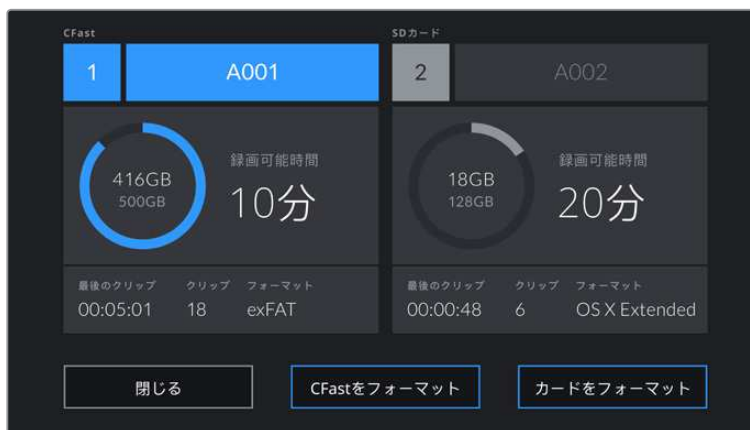 CFast
1 A001
416GB
500GB
録画可能時間
10分
最後のクリップ クリップ フォーマット
00:05:01 18 exFAT
SDカード
2 A002
18GB
128GB
録画可能時間
20分
最後のクリップ クリップ フォーマット
00:00:48 6 OS X Extended
閉じる
CFastをフォーマット
カードをフォーマット